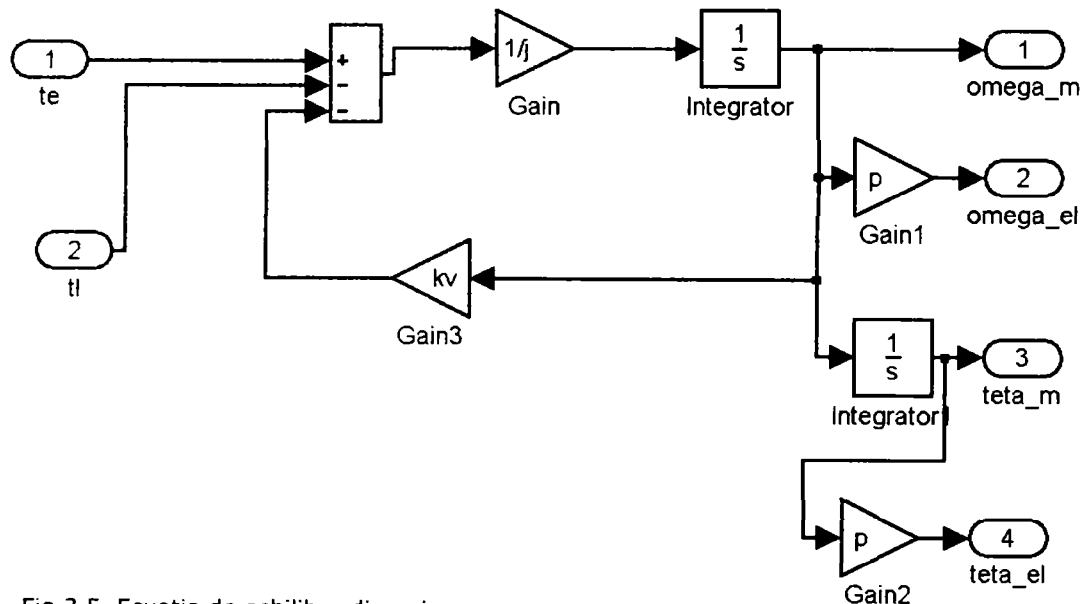 1
te
2
tl
+
-
-
1/j
Gain
1
s
Integrator
1
omega_m
p
Gain1
2
omega_el
kv
Gain3
1
s
Integrator
3
teta_m
p
Gain2
4
teta_el